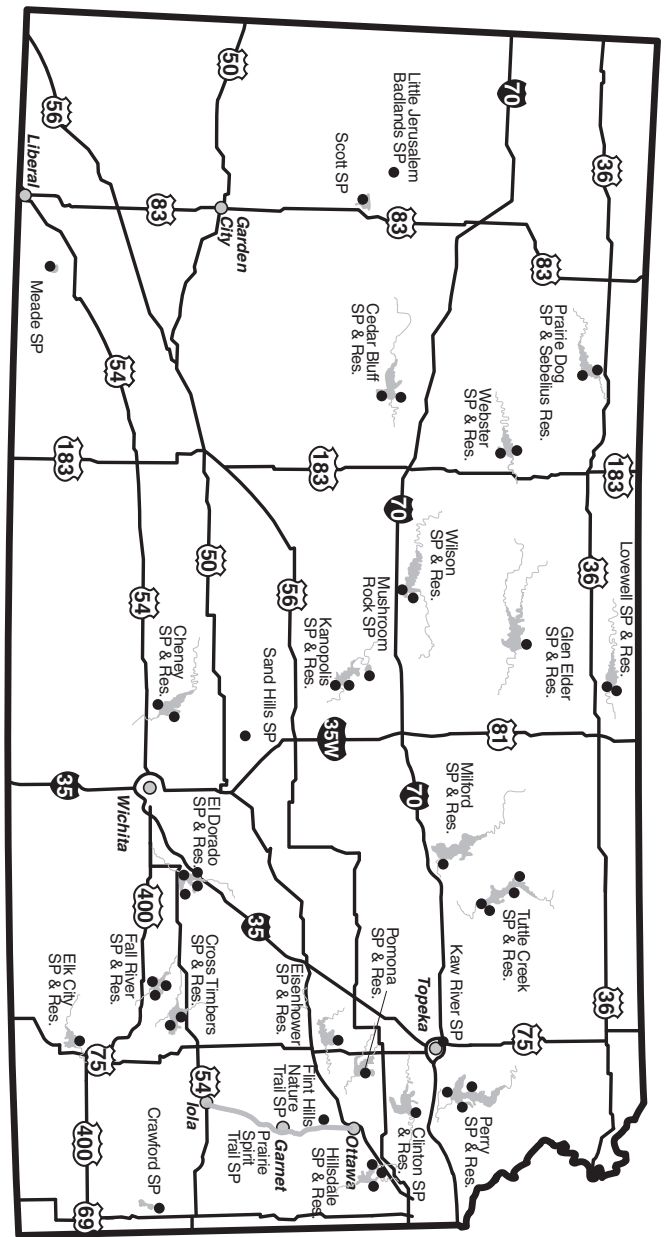 36
36
36
36
70
70
70
50
50
56
56
54
54
54
83
83
83
183
183
183
81
35W
35
35
75
75
400
400
69
Little Jerusalem
Badlands SP
Scott SP
Garden
City
Liberal
Meade SP
Prairie Dog
SP & Sebelius Res.
Webster
SP & Res.
Cedar Bluff
SP & Res.
Lovewell SP & Res.
Glen Elder
SP & Res.
Wilson
SP & Res.
Mushroom
Rock SP
Kanopolis
SP & Res.
Sand Hills SP
Cheney
SP & Res.
Wichita
El Dorado
SP & Res.
Milford
SP & Res.
Tuttle Creek
SP & Res.
Kaw River SP
Topeka
Perry
SP & Res.
Clinton SP
& Res.
Pomona
SP & Res.
Eisenhower
SP & Res.
Cross Timbers
SP & Res.
Fall River
SP & Res.
Elk City
SP & Res.
Flint Hills
Nature
Trail SP
Ottawa
Hillsdale
SP & Res.
Garnet
Prairie
Spirit
Trail SP
Iola
Crawford SP